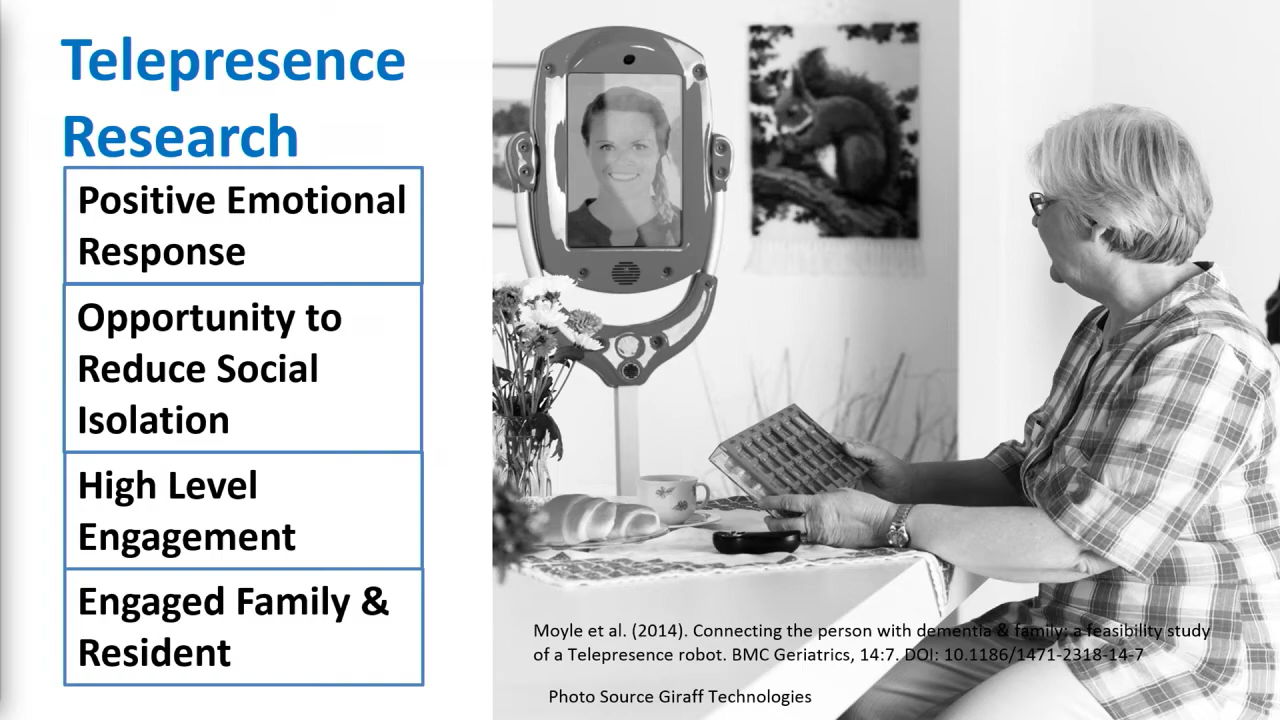 Telepresence
Research
Positive Emotional
Response
Opportunity to
Reduce Social
Isolation
High Level
Engagement
Engaged Family &
Resident
Moyle et al. (2014). Connecting the person with dementia & family: a feasibility study
of a Telepresence robot. BMC Geriatrics, 14:7. DOI: 10.1186/1471-2318-14-7
Photo Source Giraff Technologies